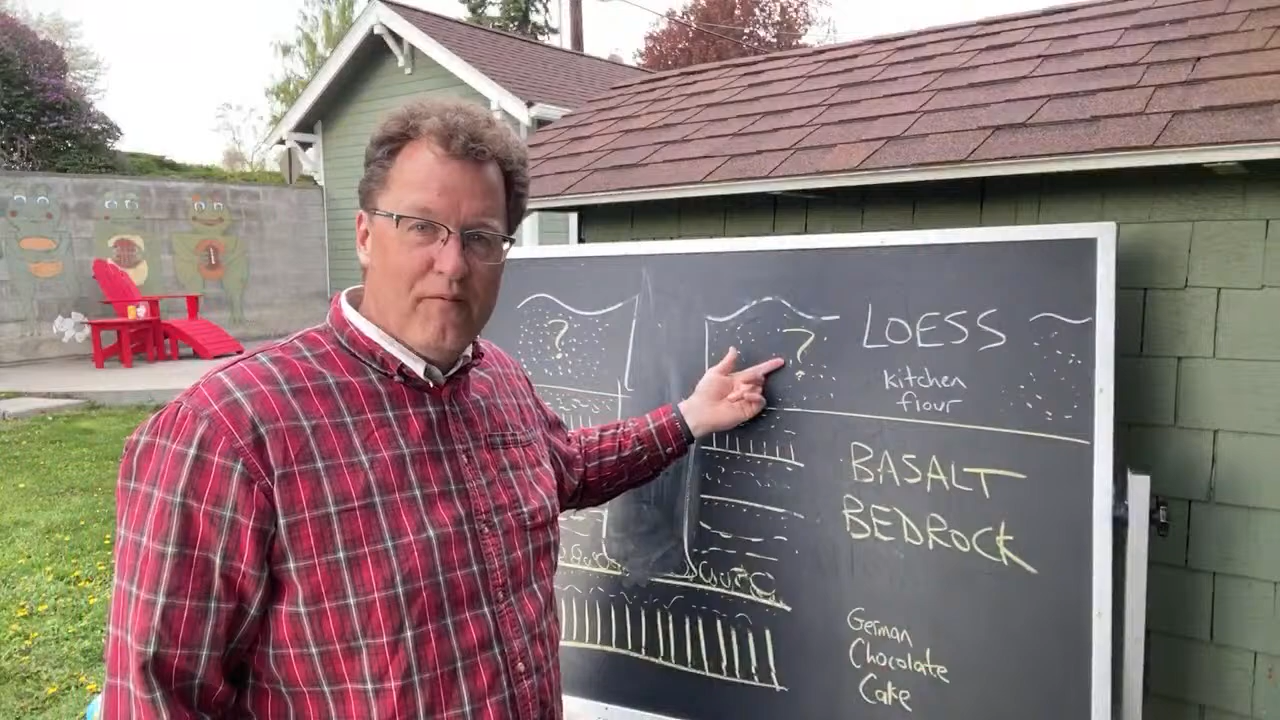 ?
?
LOESS
kitchen
flour
BASALT
BEDROCK
German
Chocolate
Cake